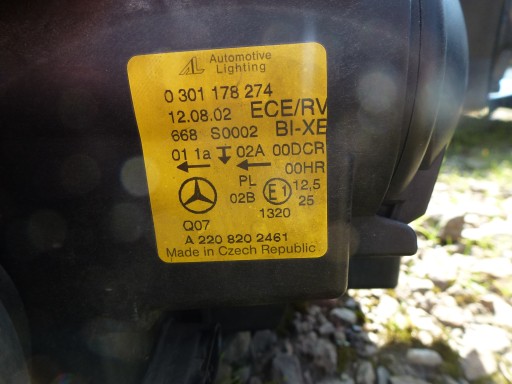 AL Automotive
Lighting
0 301 178 274
12.08.02 ECE/RV
668 S0002 BI-XE
01 1a 02A 00DCR
00HR
PL E1 12,5
02B 25
1320
Q07
A 220 820 2461
Made in Czech Republic